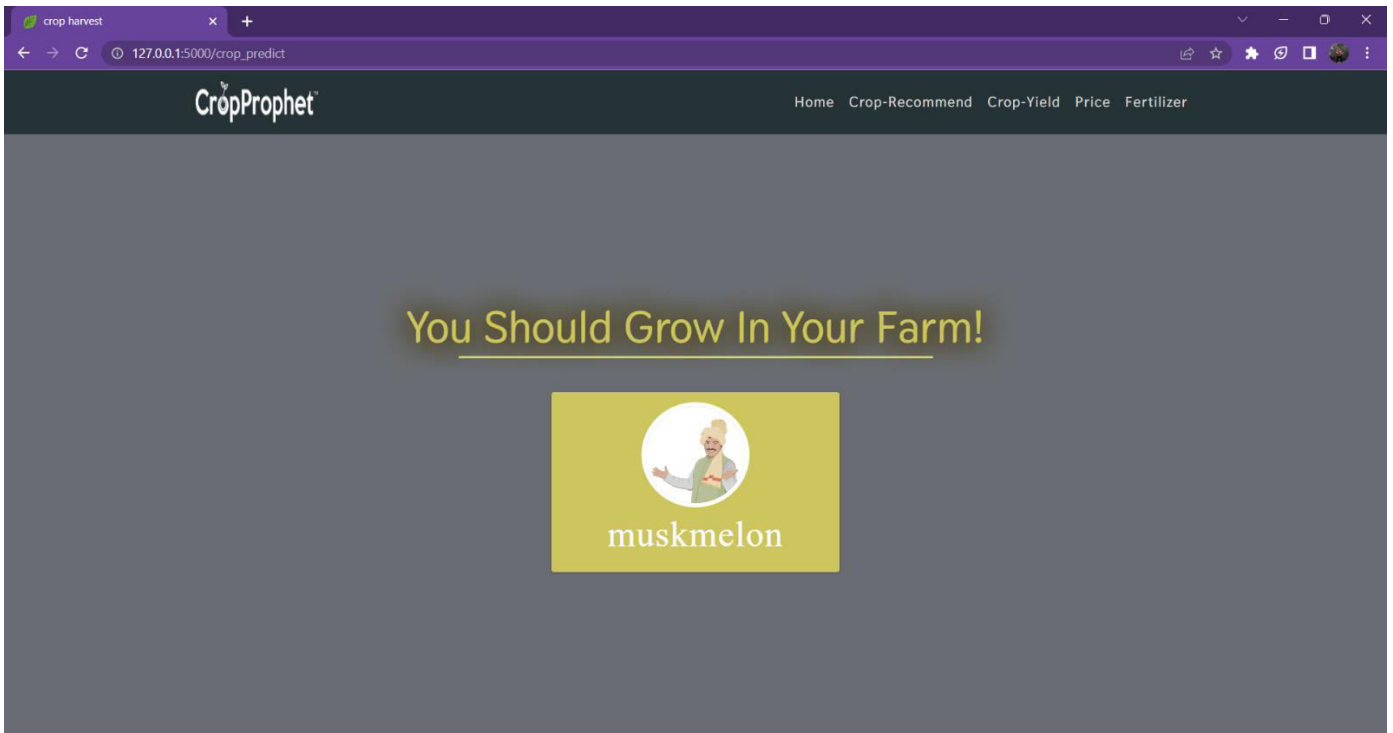 crop harvest
127.0.0.1:5000/crop_predict
CropProphet™
Home Crop-Recommend Crop-Yield Price Fertilizer
You Should Grow In Your Farm!
muskmelon